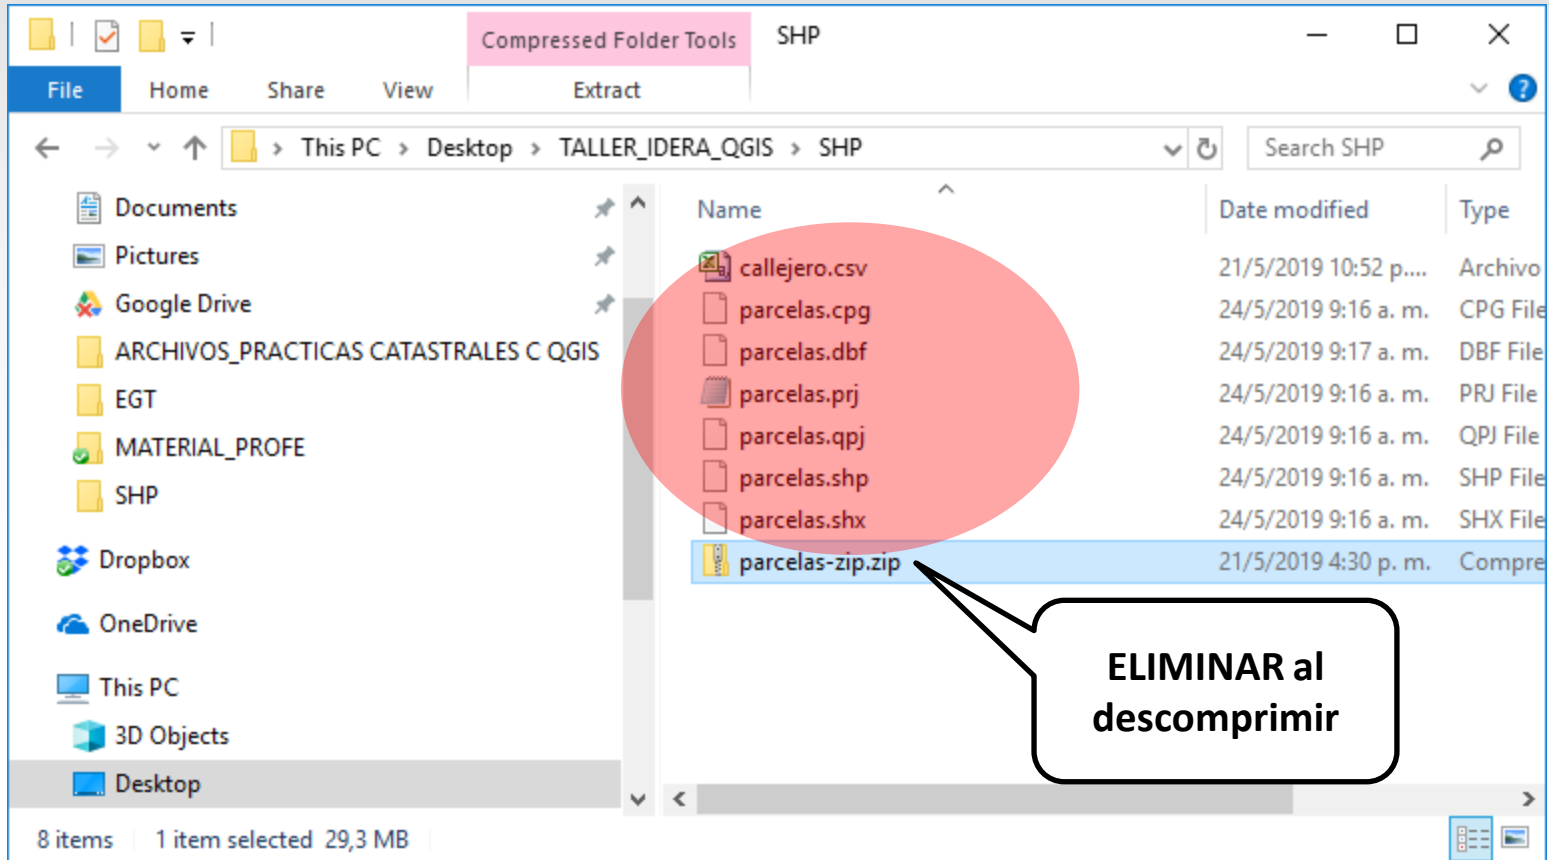 Compressed Folder Tools
SHP
File
Home
Share
View
Extract
This PC > Desktop > TALLER_IDERA_QGIS > SHP
Search SHP
Documents
Pictures
Google Drive
ARCHIVOS_PRACTICAS CATASTRALES C QGIS
EGT
MATERIAL_PROFE
SHP
Dropbox
OneDrive
This PC
3D Objects
Desktop
Name Date modified Type
callejero.csv 21/5/2019 10:52 p.... Archivo
parcelas.cpg 24/5/2019 9:16 a. m. CPG File
parcelas.dbf 24/5/2019 9:17 a. m. DBF File
parcelas.prj 24/5/2019 9:16 a. m. PRJ File
parcelas.qpj 24/5/2019 9:16 a. m. QPJ File
parcelas.shp 24/5/2019 9:16 a. m. SHP File
parcelas.shx 24/5/2019 9:16 a. m. SHX File
parcelas-zip.zip 21/5/2019 4:30 p. m. Compre
ELIMINAR al
descomprimir
8 items 1 item selected 29,3 MB